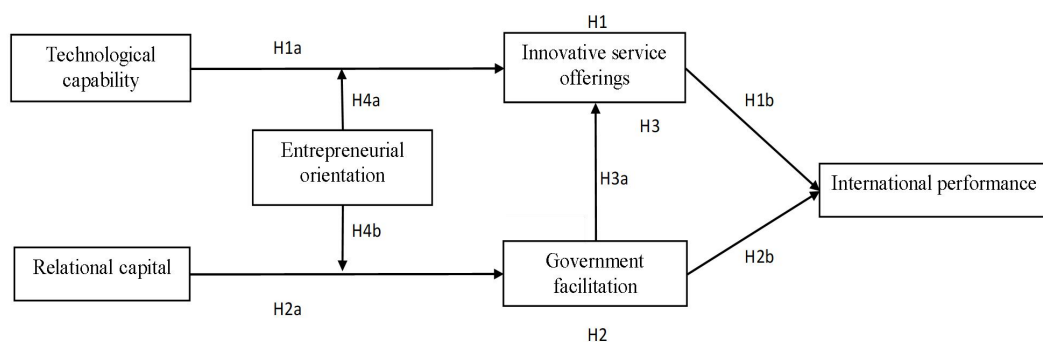 H1
H1a
Technological
capability
Innovative service
offerings
H4a
H1b
H3
Entrepreneurial
orientation
H3a
International performance
H4b
H2b
Relational capital
Government
facilitation
H2a
H2